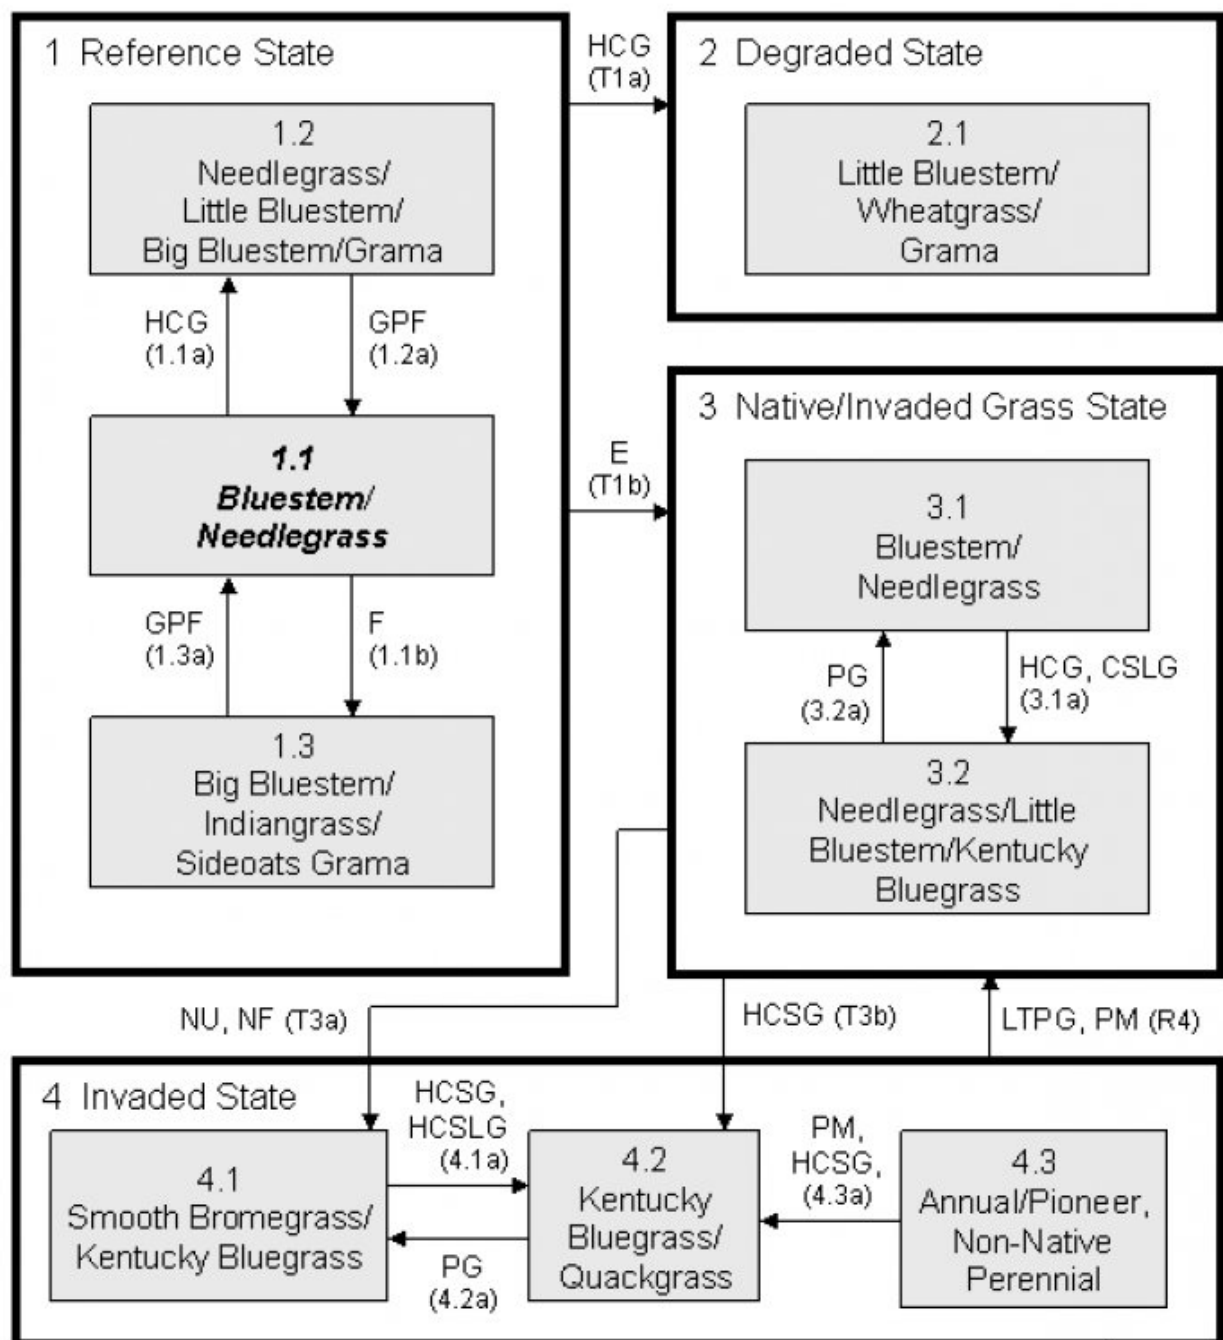 1 Reference State
1.2
Needlegrass/
Little Bluestem/
Big Bluestem/Grama
HCG
(1.1a)
GPF
(1.2a)
1.1
Bluestem/
Needlegrass
GPF
(1.3a)
F
(1.1b)
1.3
Big Bluestem/
Indiangrass/
Sideoats Grama
HCG
(T1a)
2 Degraded State
2.1
Little Bluestem/
Wheatgrass/
Grama
E
(T1b)
3 Native/Invaded Grass State
3.1
Bluestem/
Needlegrass
PG
(3.2a)
HCG, CSLG
(3.1a)
3.2
Needlegrass/Little
Bluestem/Kentucky
Bluegrass
NU, NF (T3a)
HCSG (T3b)
LTPG, PM (R4)
4 Invaded State
4.1
Smooth Bromegrass/
Kentucky Bluegrass
HCSG,
HCSLG
(4.1a)
PG
(4.2a)
4.2
Kentucky
Bluegrass/
Quackgrass
PM,
HCSG,
(4.3a)
4.3
Annual/Pioneer,
Non-Native
Perennial